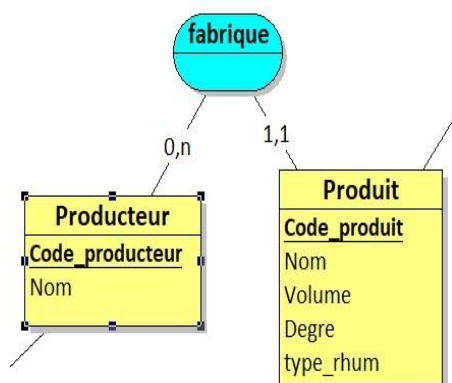 fabrique
0,n
1,1
Producteur
Code_producteur
Nom
Produit
Code_produit
Nom
Volume
Degre
type_rhum